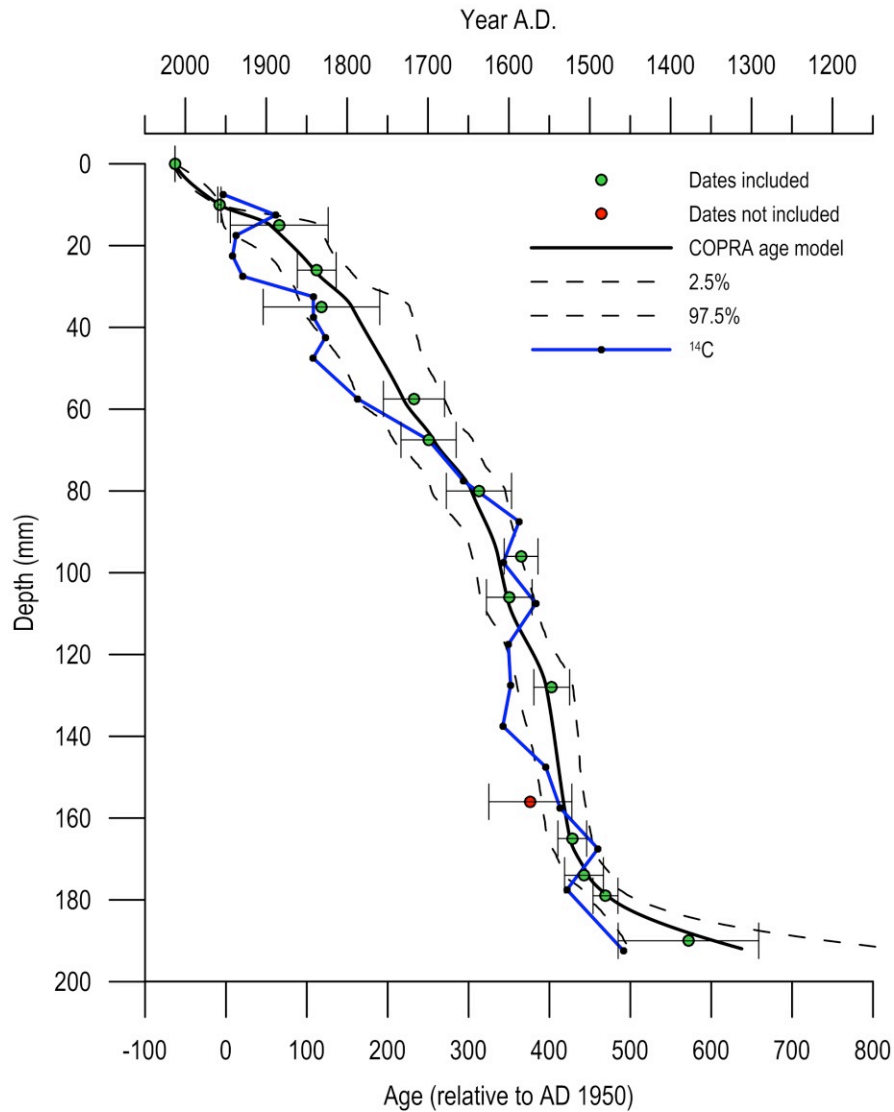 Year A.D.
2000 1900 1800 1700 1600 1500 1400 1300 1200
0
20
40
60
80
100
120
140
160
180
200
Depth (mm)
Dates included
Dates not included
COPRA age model
2.5%
97.5%
¹⁴C
-100 0 100 200 300 400 500 600 700 800
Age (relative to AD 1950)